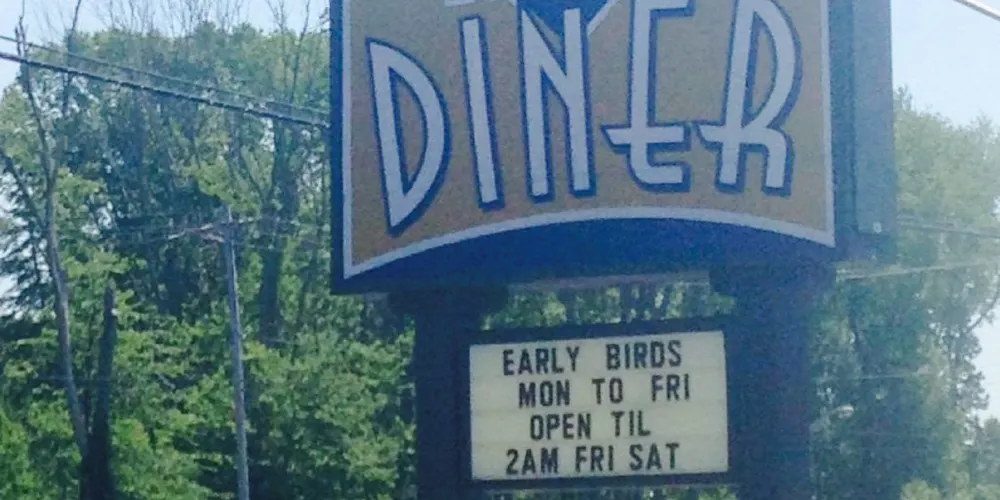 DINER
EARLY BIRDS
MON TO FRI
OPEN TIL
2AM FRI SAT